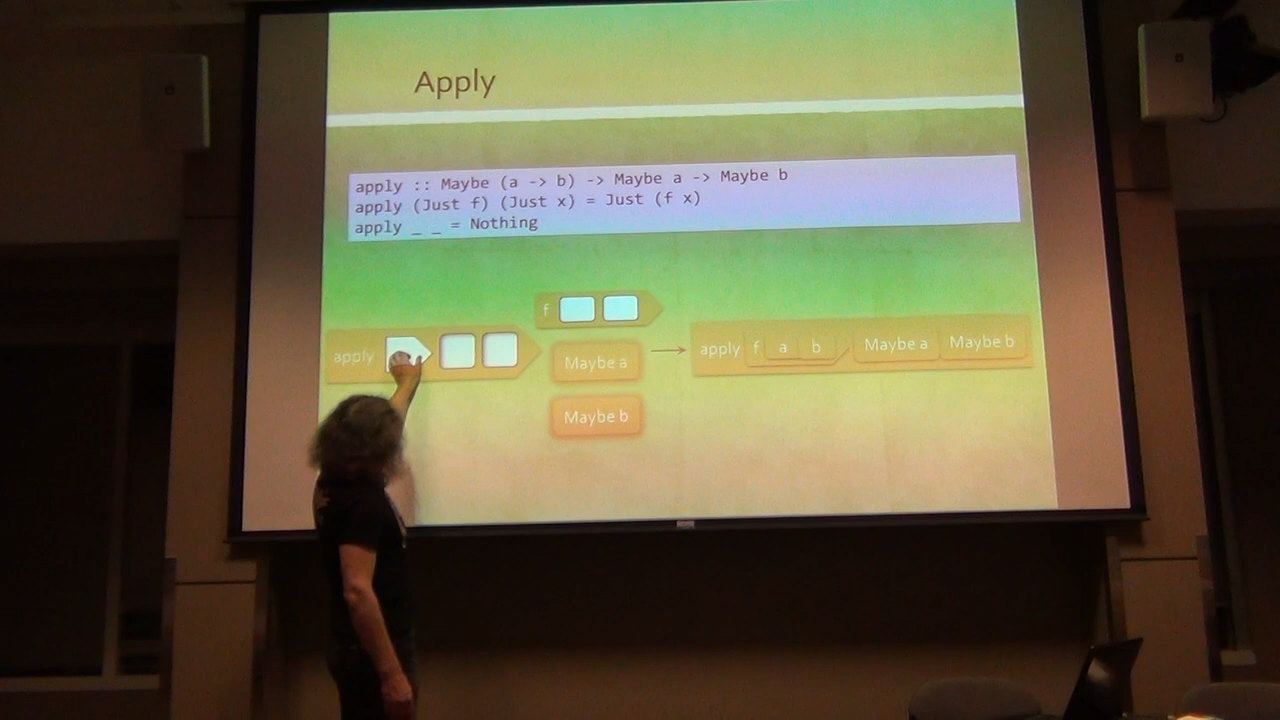 Apply
apply :: Maybe (a -> b) -> Maybe a -> Maybe b
apply (Just f) (Just x) = Just (f x)
apply _ _ = Nothing
f
apply
Maybe a
Maybe b
apply f a b Maybe a Maybe b